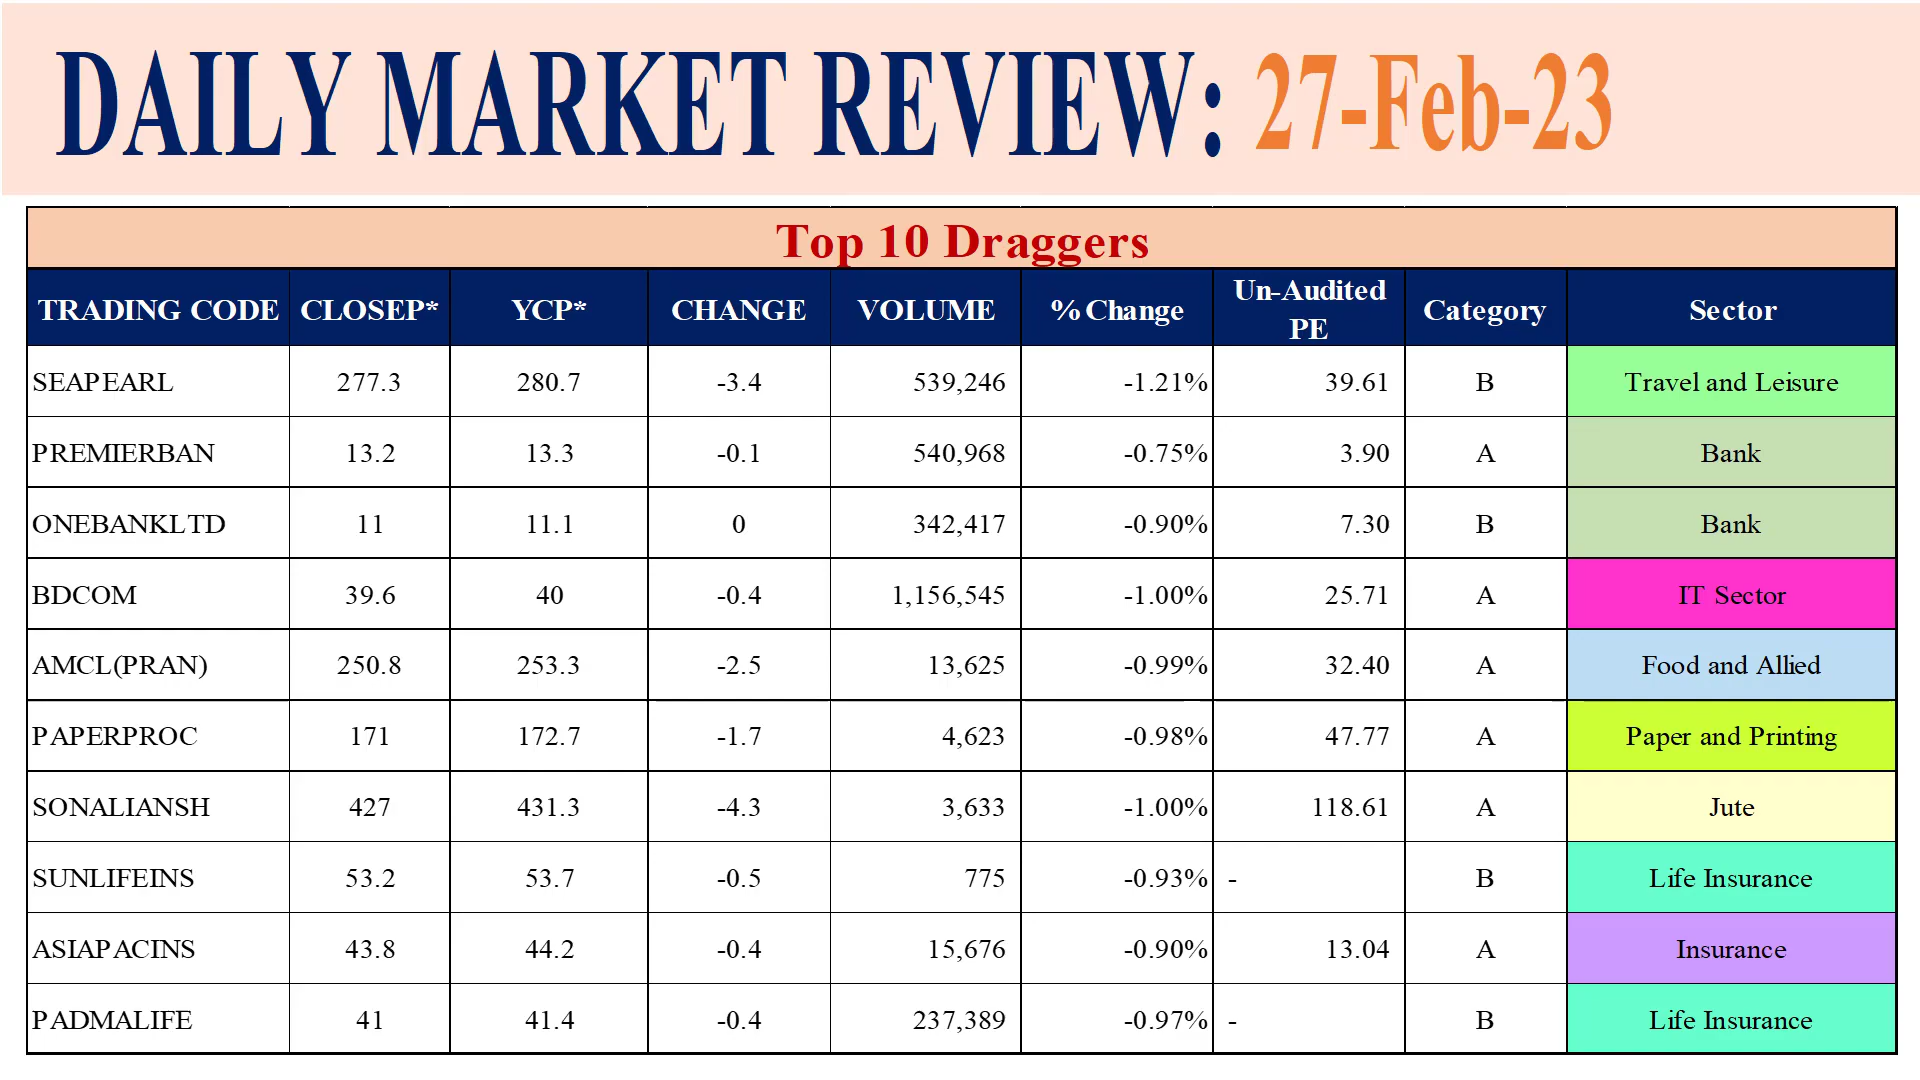 DAILY MARKET REVIEW: 27-Feb-23
Top 10 Draggers
TRADING CODE CLOSEP* YCP* CHANGE VOLUME % Change Un-Audited PE Category Sector
SEAPEARL 277.3 280.7 -3.4 539,246 -1.21% 39.61 B Travel and Leisure
PREMIERBAN 13.2 13.3 -0.1 540,968 -0.75% 3.90 A Bank
ONEBANKLTD 11 11.1 0 342,417 -0.90% 7.30 B Bank
BDCOM 39.6 40 -0.4 1,156,545 -1.00% 25.71 A IT Sector
AMCL(PRAN) 250.8 253.3 -2.5 13,625 -0.99% 32.40 A Food and Allied
PAPERPROC 171 172.7 -1.7 4,623 -0.98% 47.77 A Paper and Printing
SONALIANSH 427 431.3 -4.3 3,633 -1.00% 118.61 A Jute
SUNLIFEINS 53.2 53.7 -0.5 775 -0.93% - B Life Insurance
ASIAPACINS 43.8 44.2 -0.4 15,676 -0.90% 13.04 A Insurance
PADMALIFE 41 41.4 -0.4 237,389 -0.97% - B Life Insurance